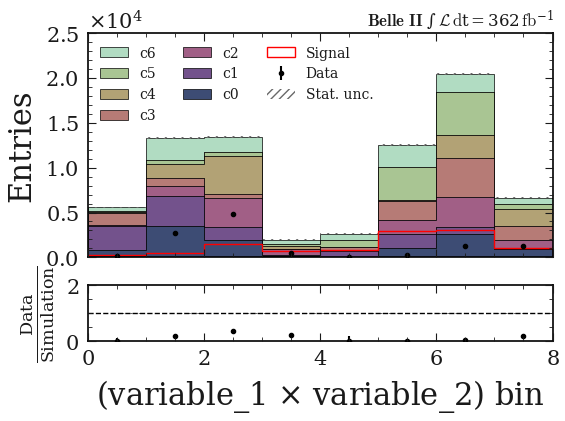 ×10⁴
Belle II ∫ ℒ dt = 362 fb⁻¹
2.5
2.0
1.5
1.0
0.5
0.0
Entries
c6
c5
c4
c3
c2
c1
c0
Signal
Data
Stat. unc.
2
0
Data
Simulation
0 2 4 6 8
(variable_1 × variable_2) bin